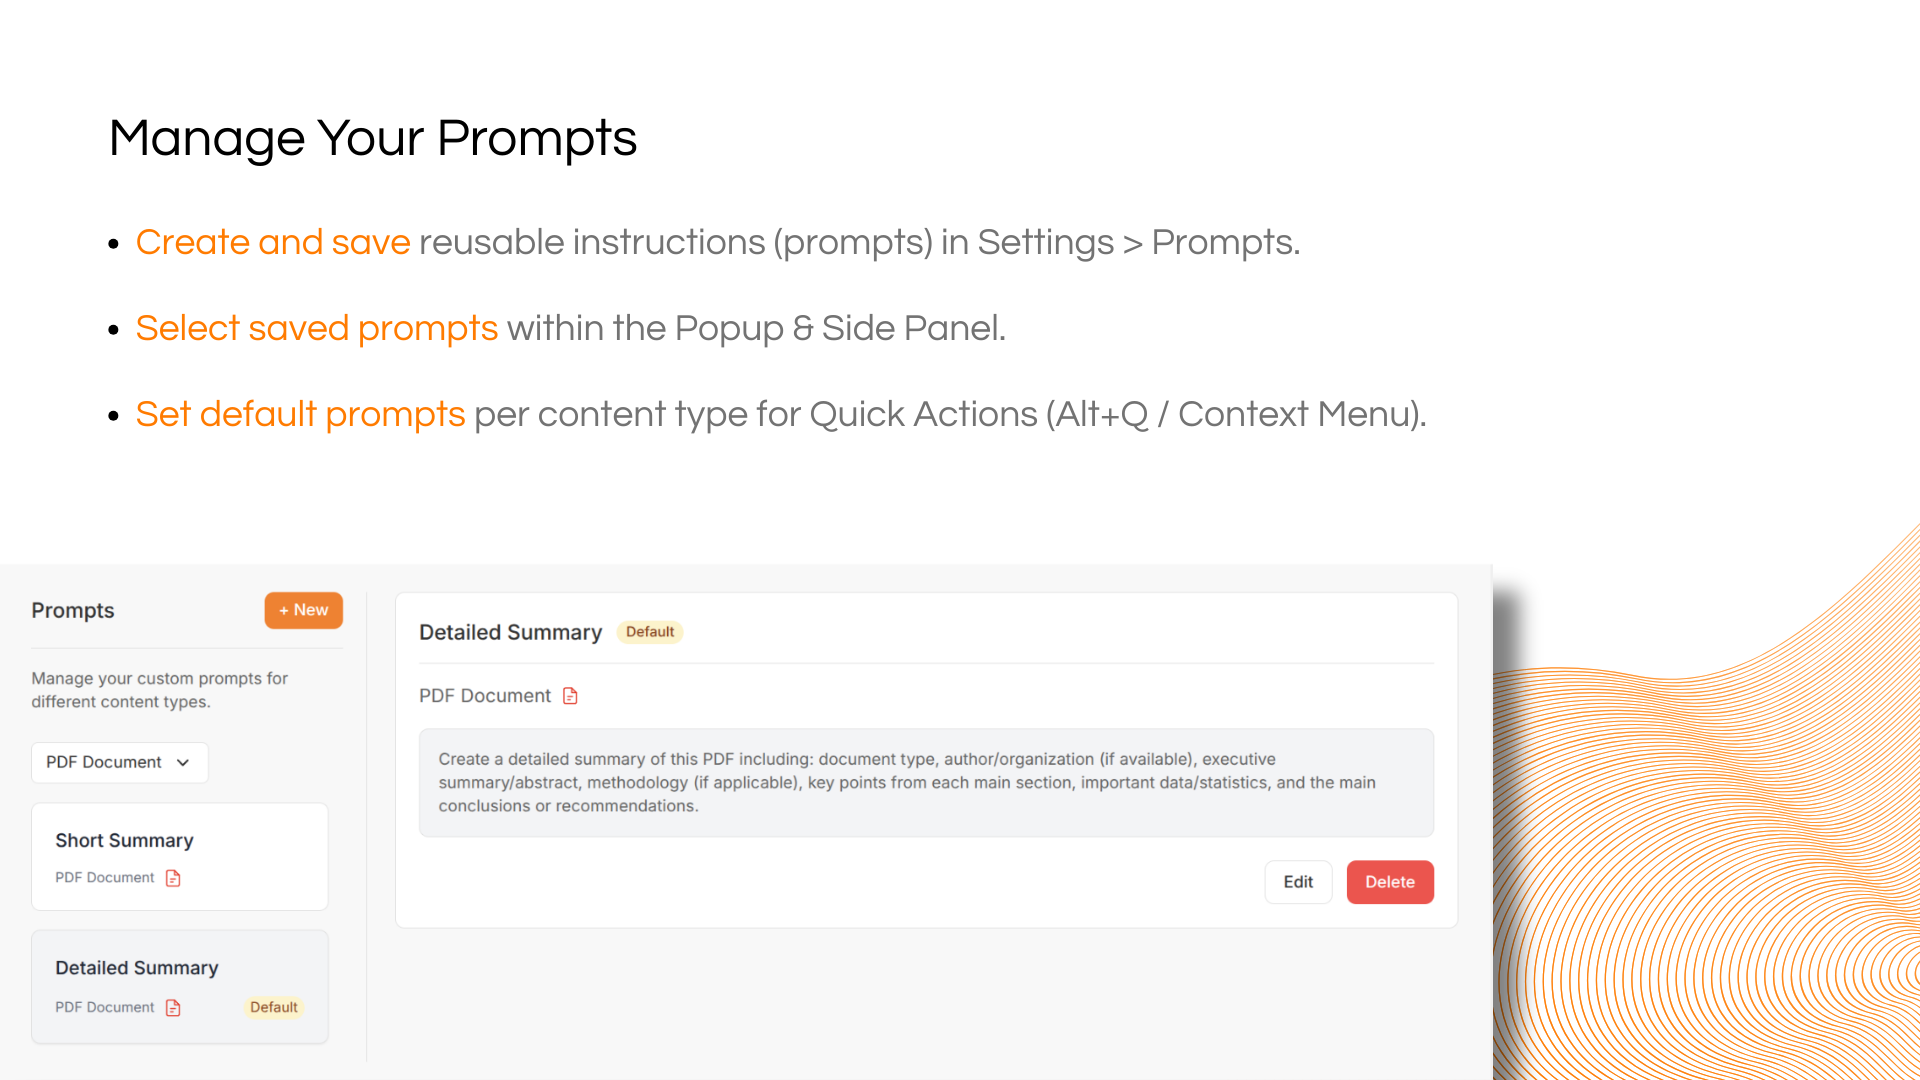 Manage Your Prompts
• Create and save reusable instructions (prompts) in Settings > Prompts.
• Select saved prompts within the Popup & Side Panel.
• Set default prompts per content type for Quick Actions (Alt+Q / Context Menu).
Prompts
+ New
Manage your custom prompts for
different content types.
PDF Document
Short Summary
PDF Document
Detailed Summary
PDF Document
Default
Detailed Summary
Default
PDF Document
Create a detailed summary of this PDF including: document type, author/organization (if available), executive
summary/abstract, methodology (if applicable), key points from each main section, important data/statistics, and the main
conclusions or recommendations.
Edit
Delete